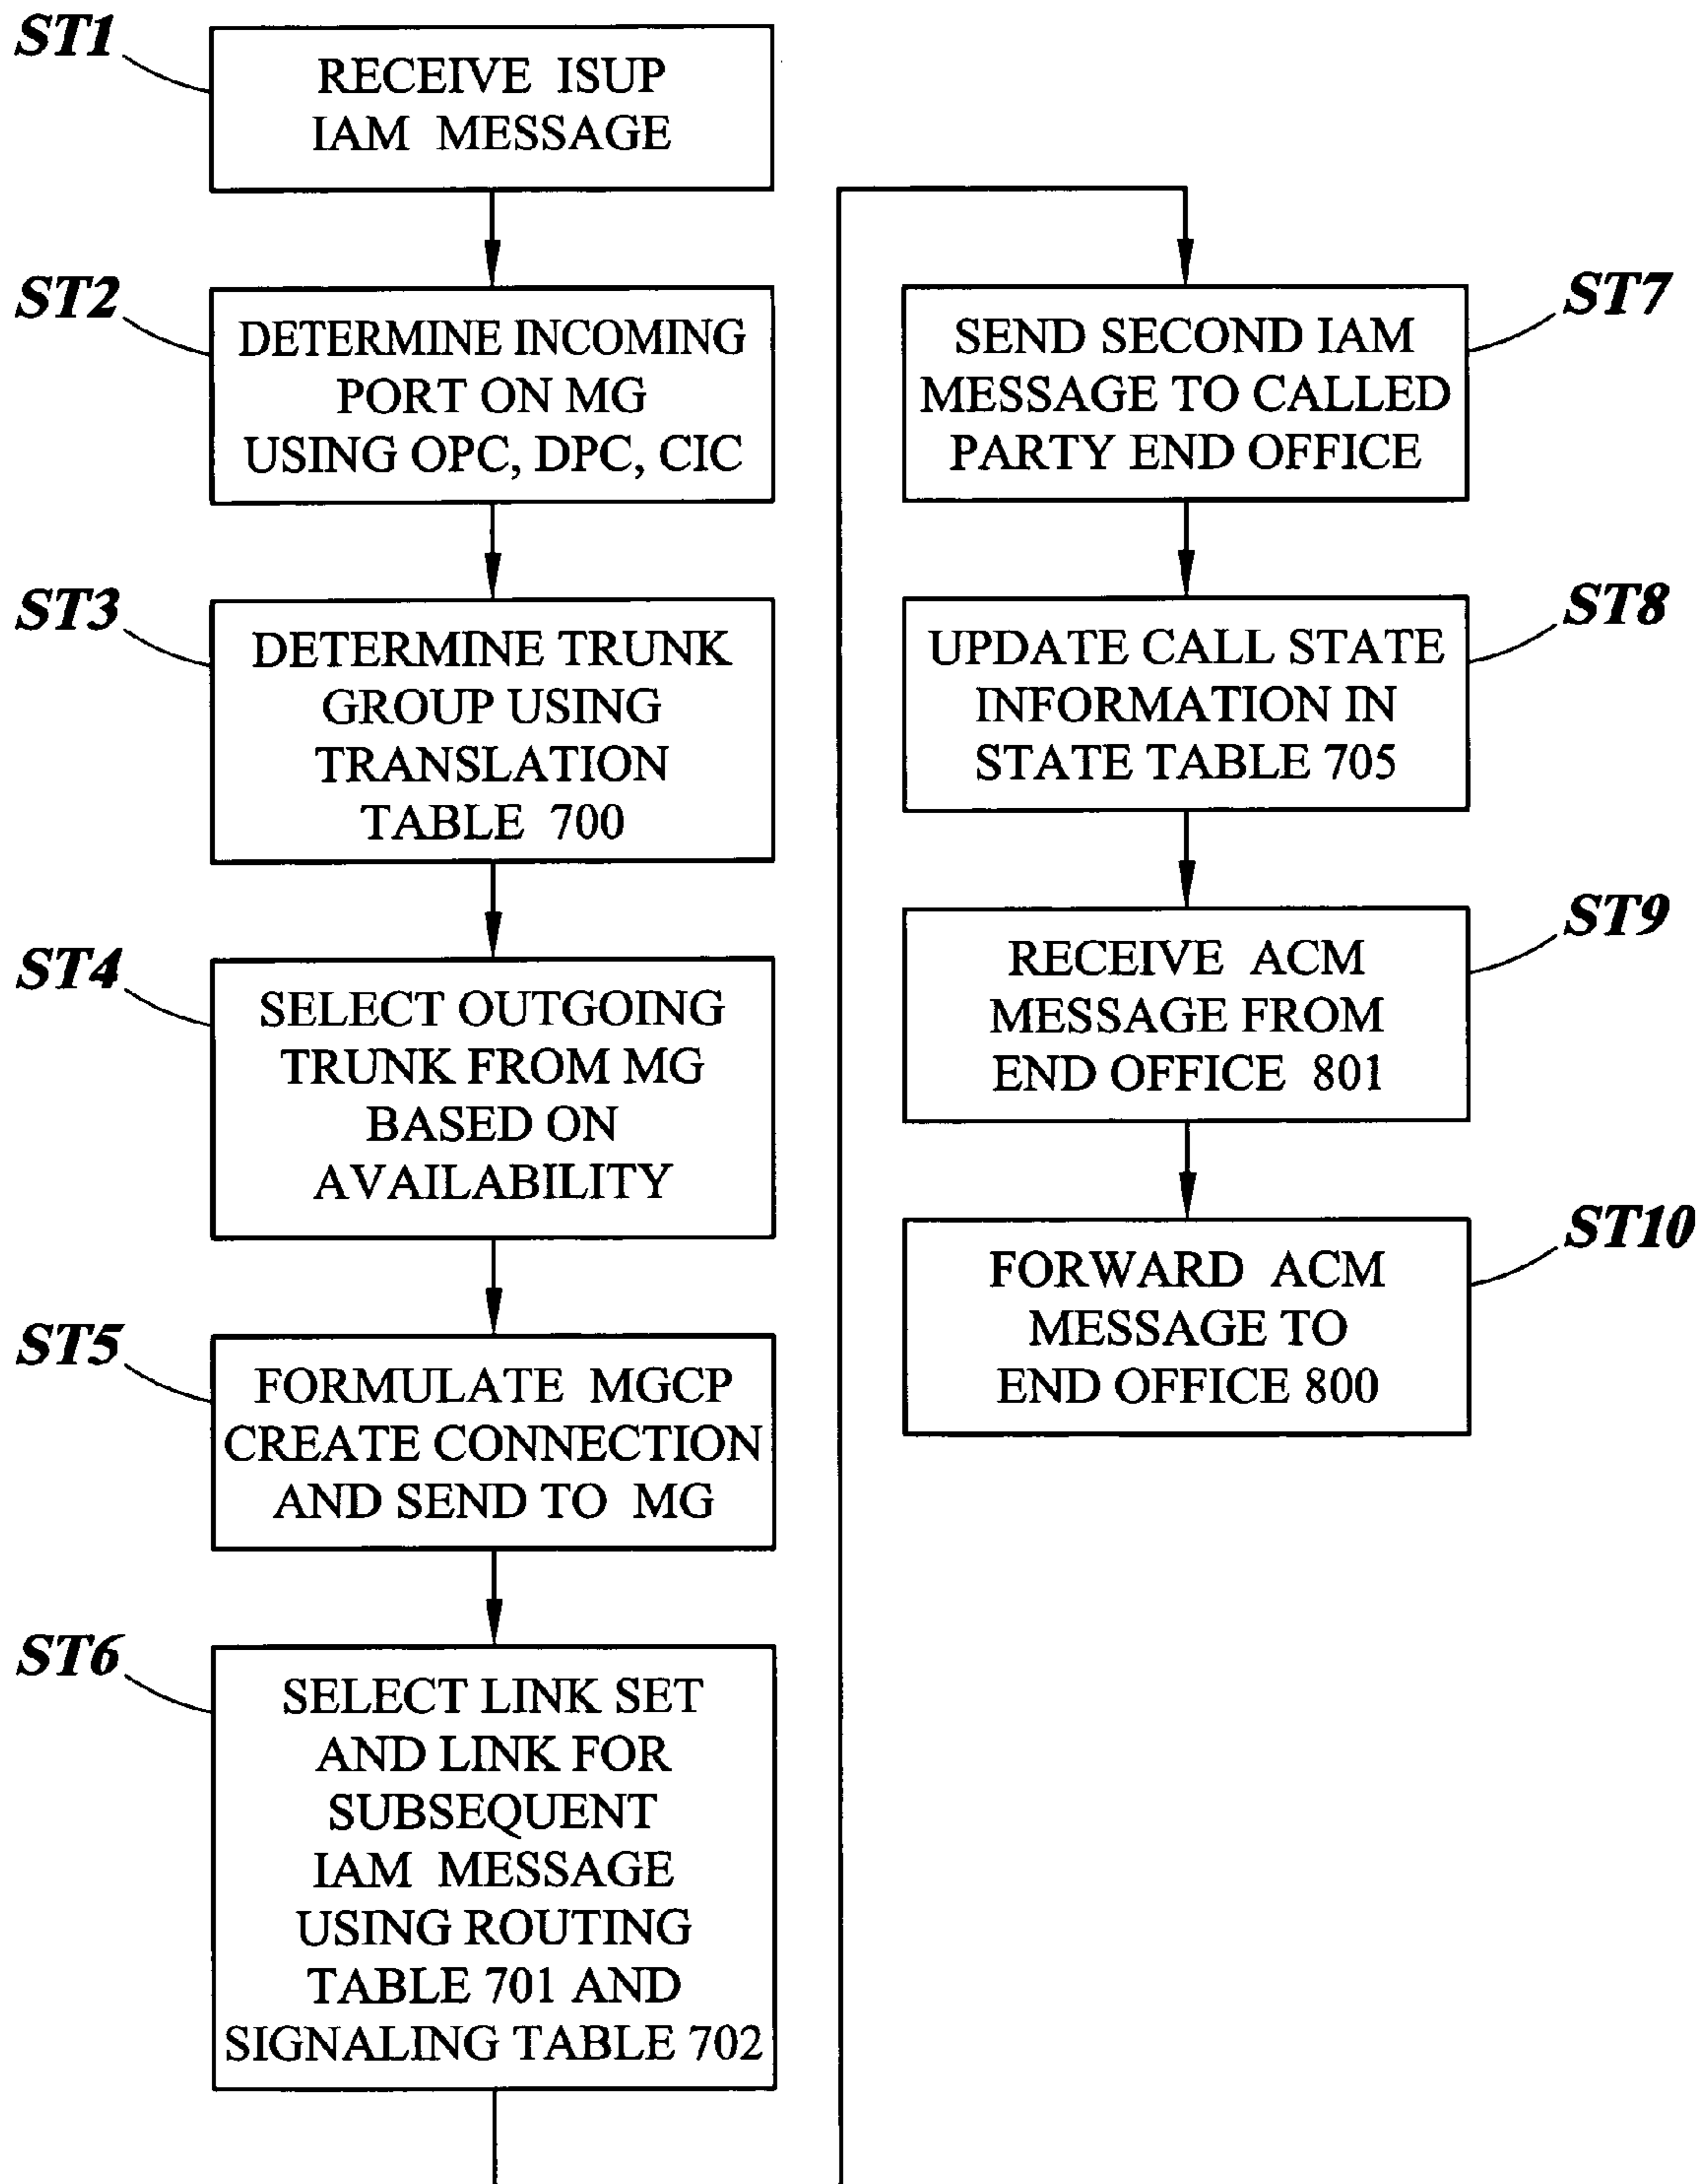 ST1
RECEIVE ISUP
IAM MESSAGE
ST2
DETERMINE INCOMING
PORT ON MG
USING OPC, DPC, CIC
ST3
DETERMINE TRUNK
GROUP USING
TRANSLATION
TABLE 700
ST4
SELECT OUTGOING
TRUNK FROM MG
BASED ON
AVAILABILITY
ST5
FORMULATE MGCP
CREATE CONNECTION
AND SEND TO MG
ST6
SELECT LINK SET
AND LINK FOR
SUBSEQUENT
IAM MESSAGE
USING ROUTING
TABLE 701 AND
SIGNALING TABLE 702
ST7
SEND SECOND IAM
MESSAGE TO CALLED
PARTY END OFFICE
ST8
UPDATE CALL STATE
INFORMATION IN
STATE TABLE 705
ST9
RECEIVE ACM
MESSAGE FROM
END OFFICE 801
ST10
FORWARD ACM
MESSAGE TO
END OFFICE 800